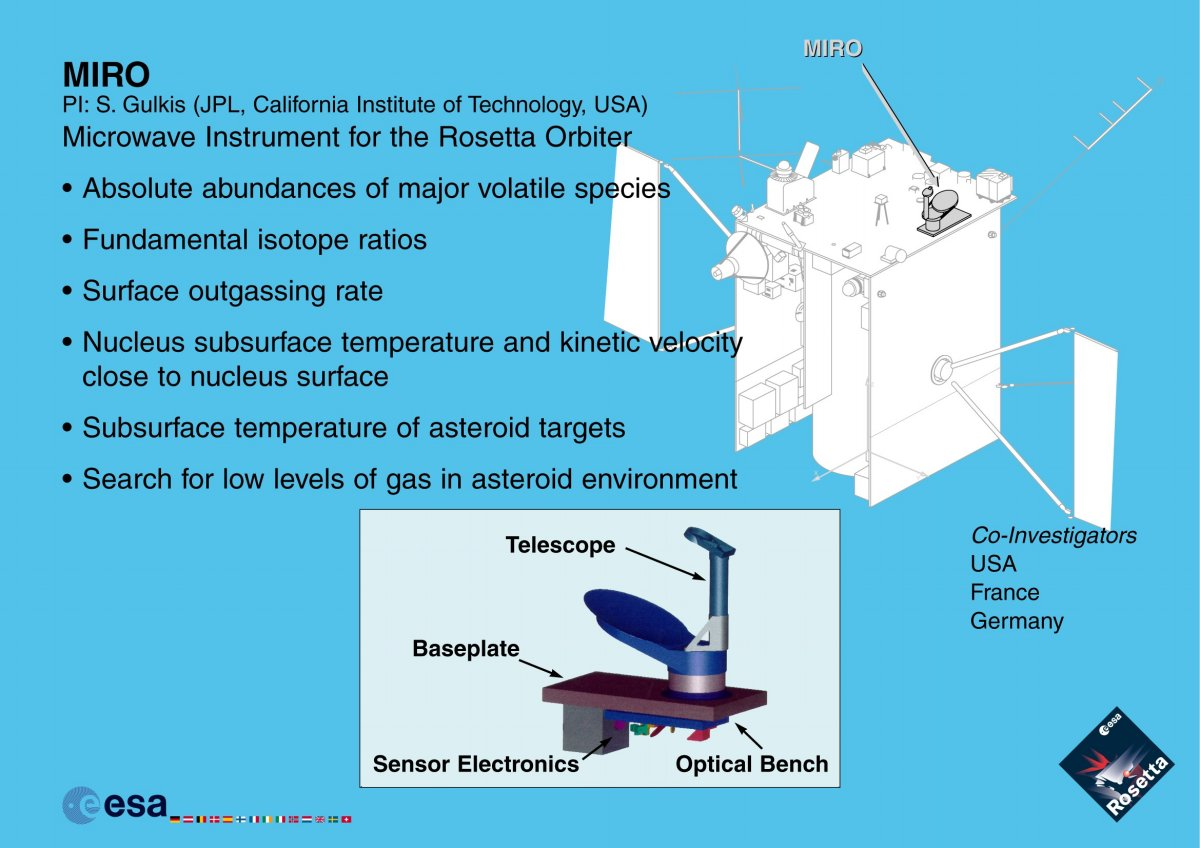 MIRO
MIRO
PI: S. Gulkis (JPL, California Institute of Technology, USA)
Microwave Instrument for the Rosetta Orbiter
• Absolute abundances of major volatile species
• Fundamental isotope ratios
• Surface outgassing rate
• Nucleus subsurface temperature and kinetic velocity
close to nucleus surface
• Subsurface temperature of asteroid targets
• Search for low levels of gas in asteroid environment
Telescope
Baseplate
Sensor Electronics
Optical Bench
Co-Investigators
USA
France
Germany
esa
esa
Rosetta